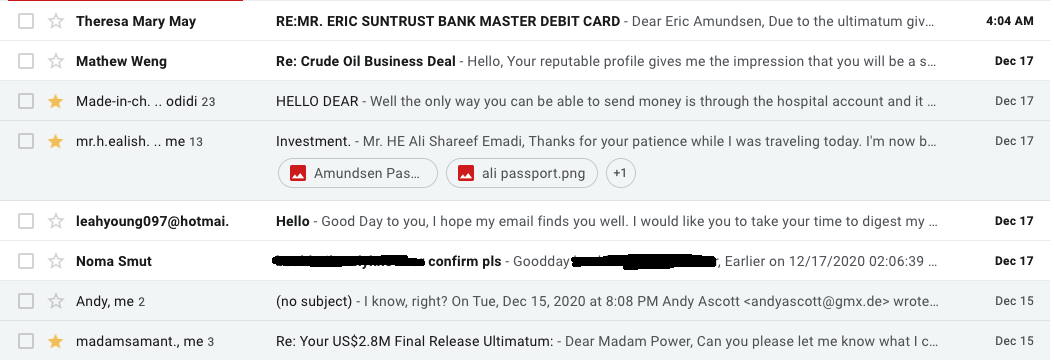 Theresa Mary May RE:MR. ERIC SUNTRUST BANK MASTER DEBIT CARD - Dear Eric Amundsen, Due to the ultimatum giv… 4:04 AM
Mathew Weng Re: Crude Oil Business Deal - Hello, Your reputable profile gives me the impression that you will be a s… Dec 17
Made-in-ch. .. odidi 23 HELLO DEAR - Well the only way you can be able to send money is through the hospital account and it … Dec 17
mr.h.ealish. .. me 13 Investment. - Mr. HE Ali Shareef Emadi, Thanks for your patience while I was traveling today. I'm now b… Dec 17
Amundsen Pas… ali passport.png +1
leahyoung097@hotmai. Hello - Good Day to you, I hope my email finds you well. I would like you to take your time to digest my … Dec 17
Noma Smut confirm pls - Goodday , Earlier on 12/17/2020 02:06:39 … Dec 17
Andy, me 2 (no subject) - I know, right? On Tue, Dec 15, 2020 at 8:08 PM Andy Ascott <andyascott@gmx.de> wrote… Dec 15
madamsamant., me 3 Re: Your US$2.8M Final Release Ultimatum: - Dear Madam Power, Can you please let me know what I c… Dec 15